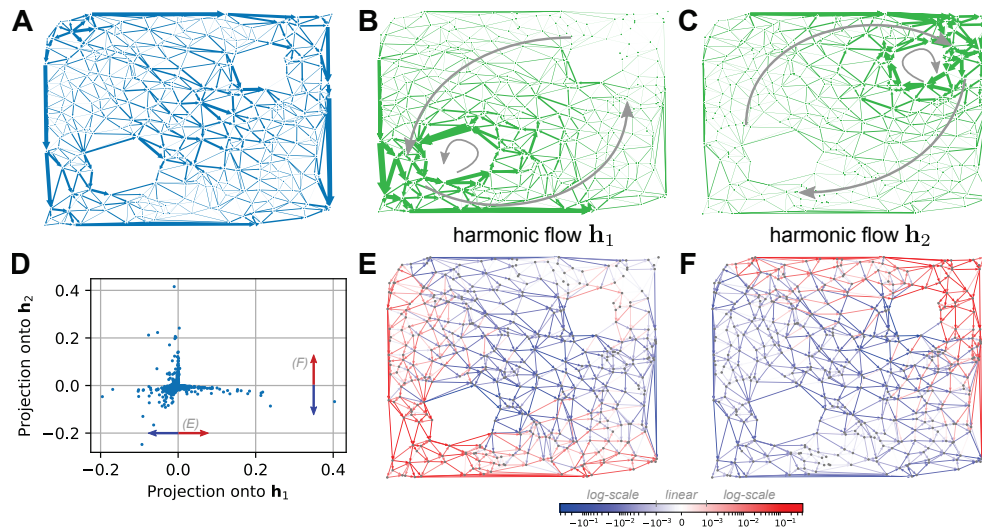 A
B
C
harmonic flow h₁
harmonic flow h₂
D
E
F
0.4
0.2
0.0
−0.2
Projection onto h₂
(F)
(E)
−0.2
0.0
0.2
0.4
Projection onto h₁
log-scale
linear
log-scale
−10⁻¹
−10⁻²
−10⁻³
0
10⁻³
10⁻²
10⁻¹